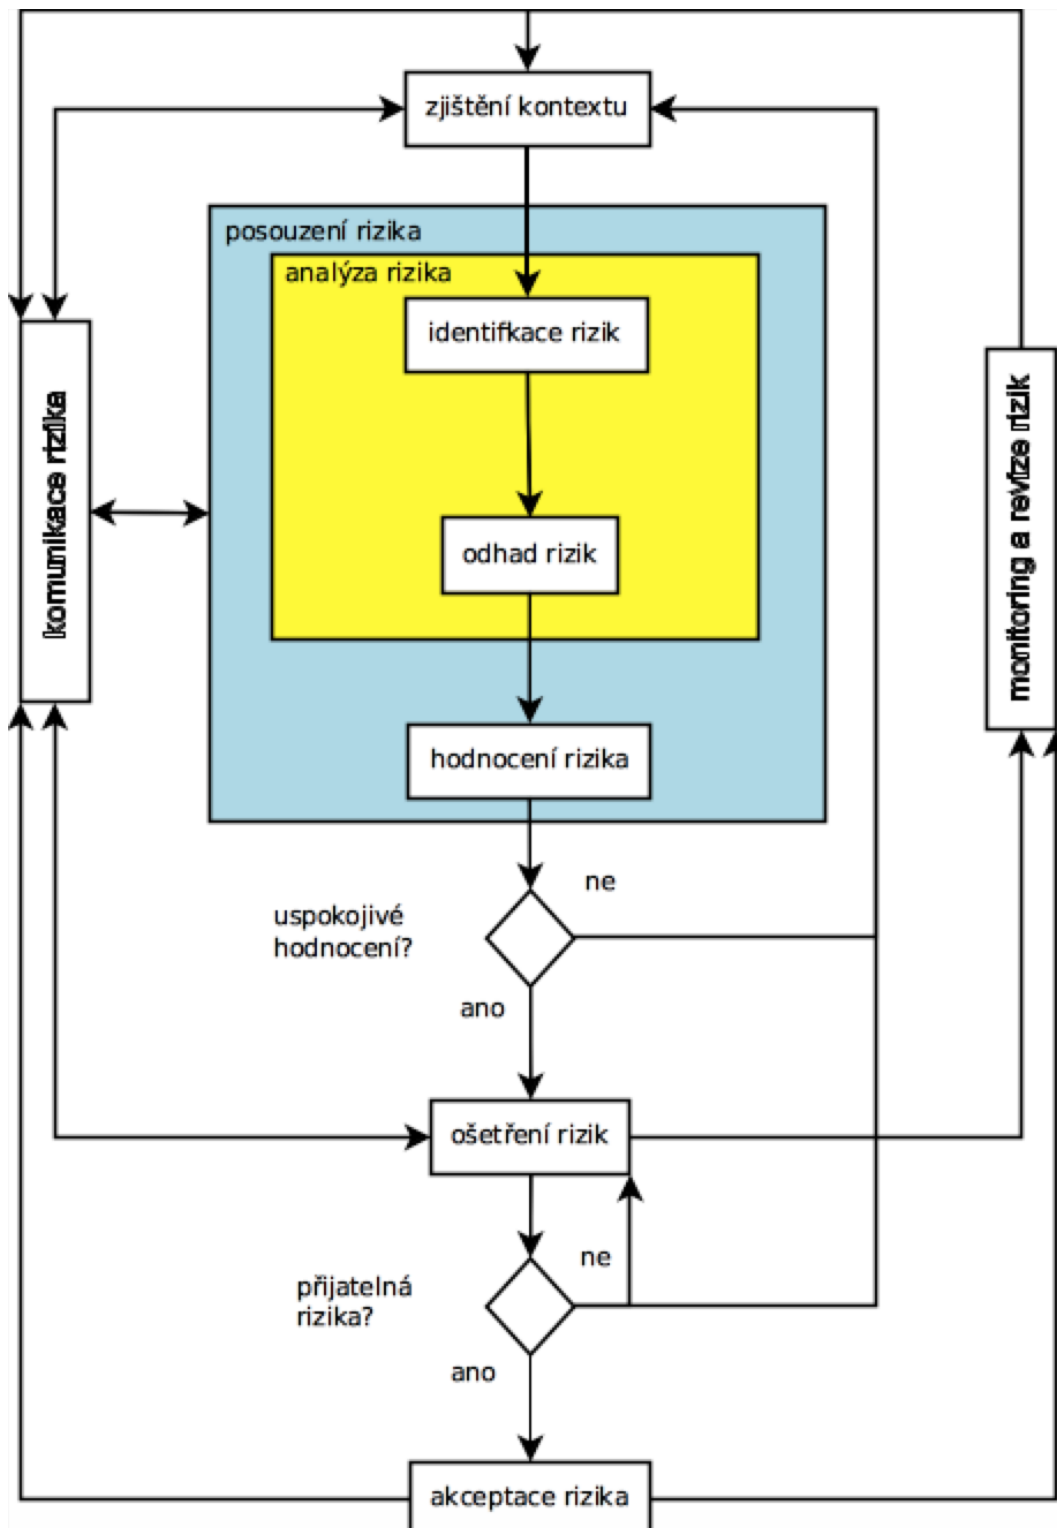 zjištění kontextu
posouzení rizika
analýza rizika
identifkace rizik
komunikace rizika
monitoring a revize rizik
odhad rizik
hodnocení rizika
ne
uspokojivé
hodnocení?
ano
ošetření rizik
ne
přijatelná
rizika?
ano
akceptace rizika